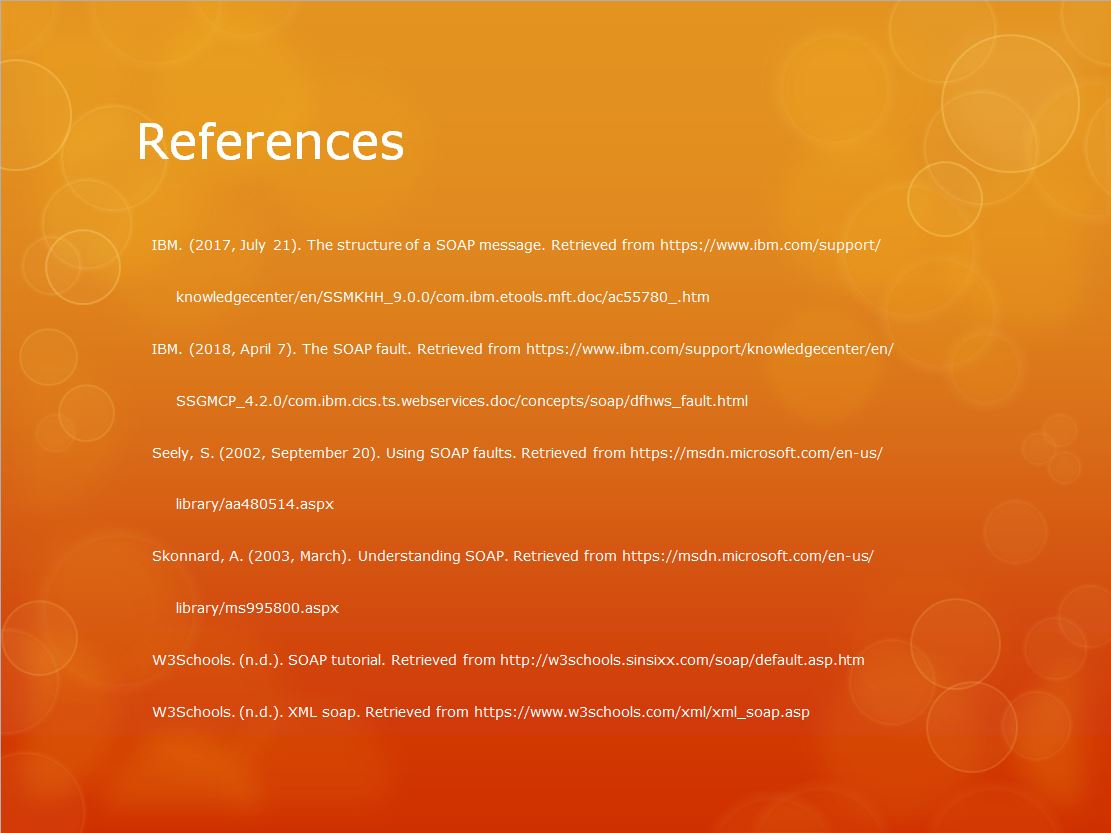 References
IBM. (2017, July 21). The structure of a SOAP message. Retrieved from https://www.ibm.com/support/
knowledgecenter/en/SSMKHH_9.0.0/com.ibm.etools.mft.doc/ac55780_.htm
IBM. (2018, April 7). The SOAP fault. Retrieved from https://www.ibm.com/support/knowledgecenter/en/
SSGMCP_4.2.0/com.ibm.cics.ts.webservices.doc/concepts/soap/dfhws_fault.html
Seely, S. (2002, September 20). Using SOAP faults. Retrieved from https://msdn.microsoft.com/en-us/
library/aa480514.aspx
Skonnard, A. (2003, March). Understanding SOAP. Retrieved from https://msdn.microsoft.com/en-us/
library/ms995800.aspx
W3Schools. (n.d.). SOAP tutorial. Retrieved from http://w3schools.sinsixx.com/soap/default.asp.htm
W3Schools. (n.d.). XML soap. Retrieved from https://www.w3schools.com/xml/xml_soap.asp